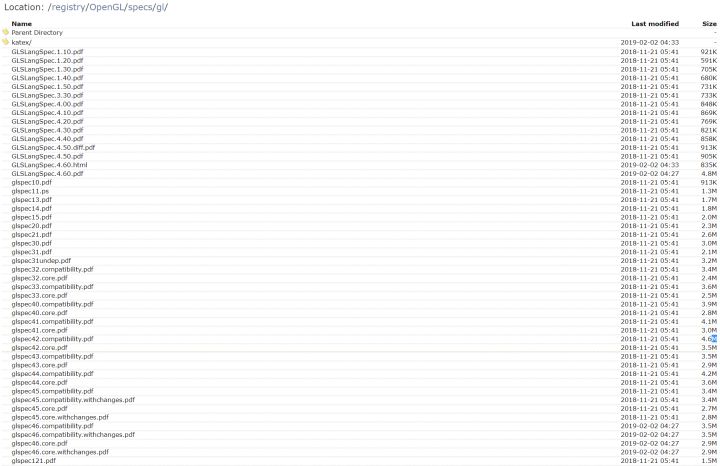 Location: /registry/OpenGL/specs/gl/
Name Last modified Size
Parent Directory -
katex/ 2019-02-02 04:33 -
GLSLangSpec.1.10.pdf 2018-11-21 05:41 921K
GLSLangSpec.1.20.pdf 2018-11-21 05:41 591K
GLSLangSpec.1.30.pdf 2018-11-21 05:41 705K
GLSLangSpec.1.40.pdf 2018-11-21 05:41 680K
GLSLangSpec.1.50.pdf 2018-11-21 05:41 731K
GLSLangSpec.3.30.pdf 2018-11-21 05:41 733K
GLSLangSpec.4.00.pdf 2018-11-21 05:41 848K
GLSLangSpec.4.10.pdf 2018-11-21 05:41 869K
GLSLangSpec.4.20.pdf 2018-11-21 05:41 769K
GLSLangSpec.4.30.pdf 2018-11-21 05:41 821K
GLSLangSpec.4.40.pdf 2018-11-21 05:41 858K
GLSLangSpec.4.50.diff.pdf 2018-11-21 05:41 913K
GLSLangSpec.4.50.pdf 2018-11-21 05:41 905K
GLSLangSpec.4.60.html 2019-02-02 04:33 835K
GLSLangSpec.4.60.pdf 2019-02-02 04:27 4.8M
glspec10.pdf 2018-11-21 05:41 913K
glspec11.ps 2018-11-21 05:41 1.3M
glspec13.pdf 2018-11-21 05:41 1.7M
glspec14.pdf 2018-11-21 05:41 1.8M
glspec15.pdf 2018-11-21 05:41 2.0M
glspec20.pdf 2018-11-21 05:41 2.3M
glspec21.pdf 2018-11-21 05:41 2.6M
glspec30.pdf 2018-11-21 05:41 3.0M
glspec31.pdf 2018-11-21 05:41 2.1M
glspec31undep.pdf 2018-11-21 05:41 3.2M
glspec32.compatibility.pdf 2018-11-21 05:41 3.4M
glspec32.core.pdf 2018-11-21 05:41 2.4M
glspec33.compatibility.pdf 2018-11-21 05:41 3.6M
glspec33.core.pdf 2018-11-21 05:41 2.5M
glspec40.compatibility.pdf 2018-11-21 05:41 3.9M
glspec40.core.pdf 2018-11-21 05:41 2.8M
glspec41.compatibility.pdf 2018-11-21 05:41 4.1M
glspec41.core.pdf 2018-11-21 05:41 3.0M
glspec42.compatibility.pdf 2018-11-21 05:41 4.6M
glspec42.core.pdf 2018-11-21 05:41 3.5M
glspec43.compatibility.pdf 2018-11-21 05:41 3.5M
glspec43.core.pdf 2018-11-21 05:41 2.9M
glspec44.compatibility.pdf 2018-11-21 05:41 4.2M
glspec44.core.pdf 2018-11-21 05:41 3.6M
glspec45.compatibility.pdf 2018-11-21 05:41 3.4M
glspec45.compatibility.withchanges.pdf 2018-11-21 05:41 3.4M
glspec45.core.pdf 2018-11-21 05:41 2.7M
glspec45.core.withchanges.pdf 2018-11-21 05:41 2.8M
glspec46.compatibility.pdf 2019-02-02 04:27 3.5M
glspec46.compatibility.withchanges.pdf 2019-02-02 04:27 3.5M
glspec46.core.pdf 2019-02-02 04:27 2.9M
glspec46.core.withchanges.pdf 2019-02-02 04:27 2.9M
glspec121.pdf 2018-11-21 05:41 1.5M